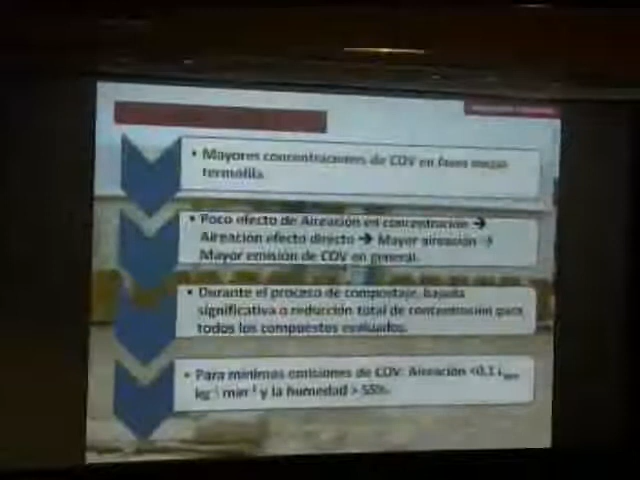 • Mayores concentraciones de COV en fases meso
termófila.
• Poco efecto de Aireación en concentración →
Aireación efecto directo → Mayor aireación →
Mayor emisión de COV en general.
• Durante el proceso de compostaje, bajada
significativa o reducción total de concentración para
todos los compuestos evaluados.
• Para mínimas emisiones de COV: Aireación <0.1 L
kg⁻¹ min⁻¹ y la humedad > 55%.